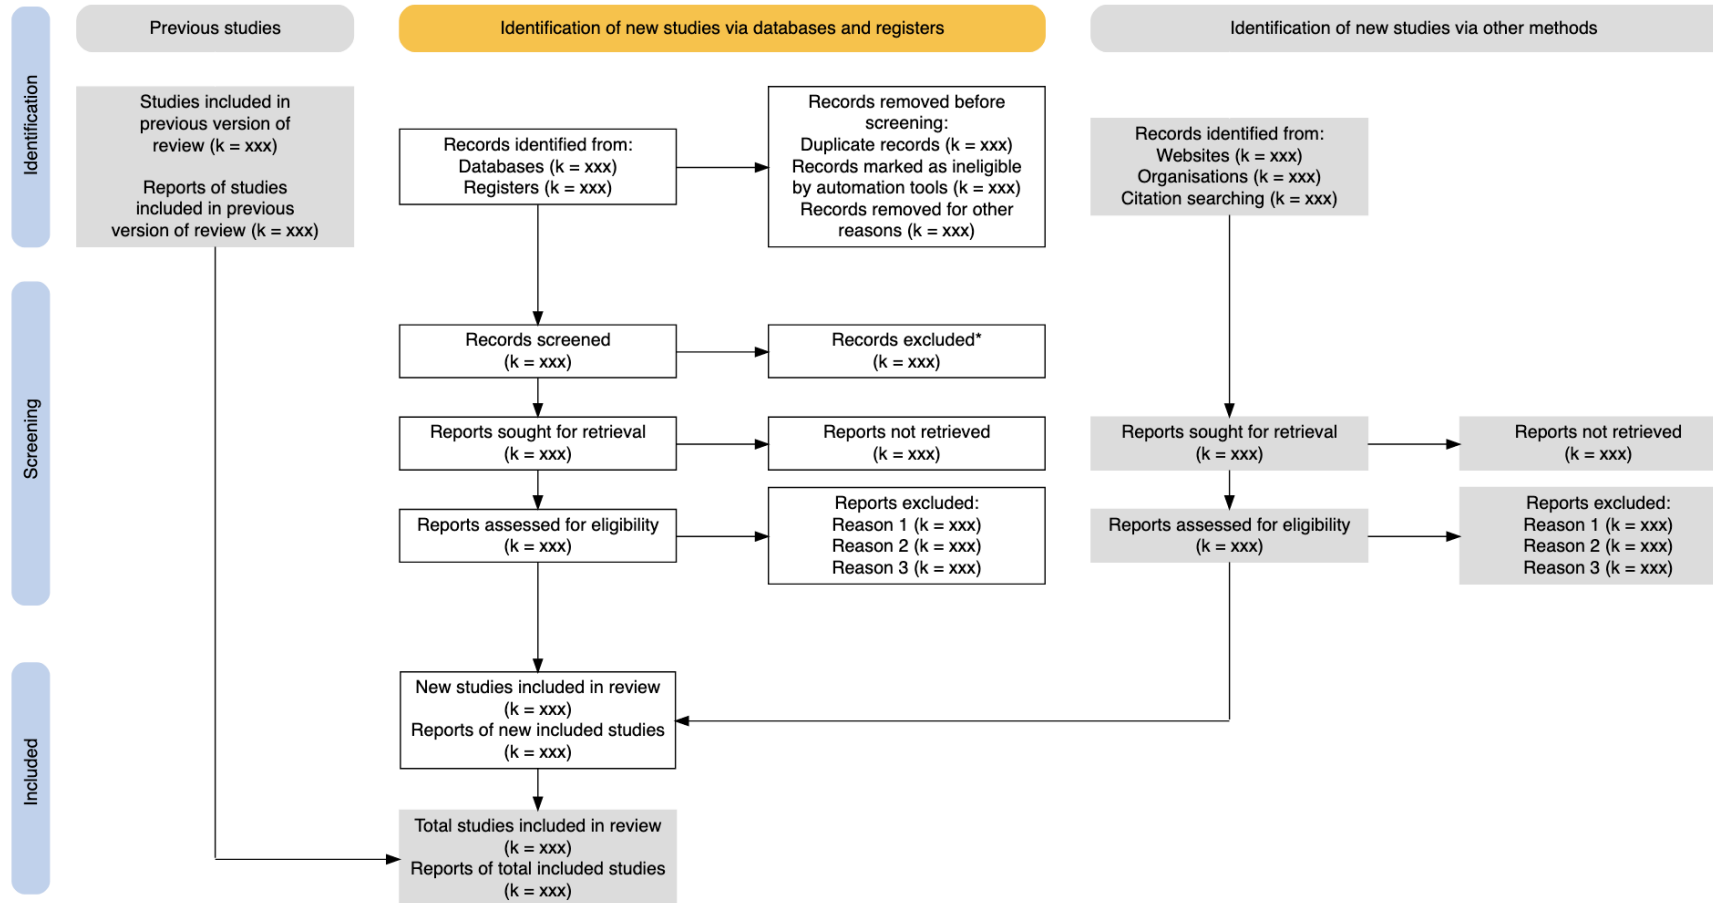 Previous studies
Identification of new studies via databases and registers
Identification of new studies via other methods
Identification
Studies included in
previous version of
review (k = xxx)
Reports of studies
included in previous
version of review (k = xxx)
Records identified from:
Databases (k = xxx)
Registers (k = xxx)
Records removed before
screening:
Duplicate records (k = xxx)
Records marked as ineligible
by automation tools (k = xxx)
Records removed for other
reasons (k = xxx)
Records identified from:
Websites (k = xxx)
Organisations (k = xxx)
Citation searching (k = xxx)
Screening
Records screened
(k = xxx)
Records excluded*
(k = xxx)
Reports sought for retrieval
(k = xxx)
Reports not retrieved
(k = xxx)
Reports sought for retrieval
(k = xxx)
Reports not retrieved
(k = xxx)
Reports assessed for eligibility
(k = xxx)
Reports excluded:
Reason 1 (k = xxx)
Reason 2 (k = xxx)
Reason 3 (k = xxx)
Reports assessed for eligibility
(k = xxx)
Reports excluded:
Reason 1 (k = xxx)
Reason 2 (k = xxx)
Reason 3 (k = xxx)
Included
New studies included in review
(k = xxx)
Reports of new included studies
(k = xxx)
Total studies included in review
(k = xxx)
Reports of total included studies
(k = xxx)